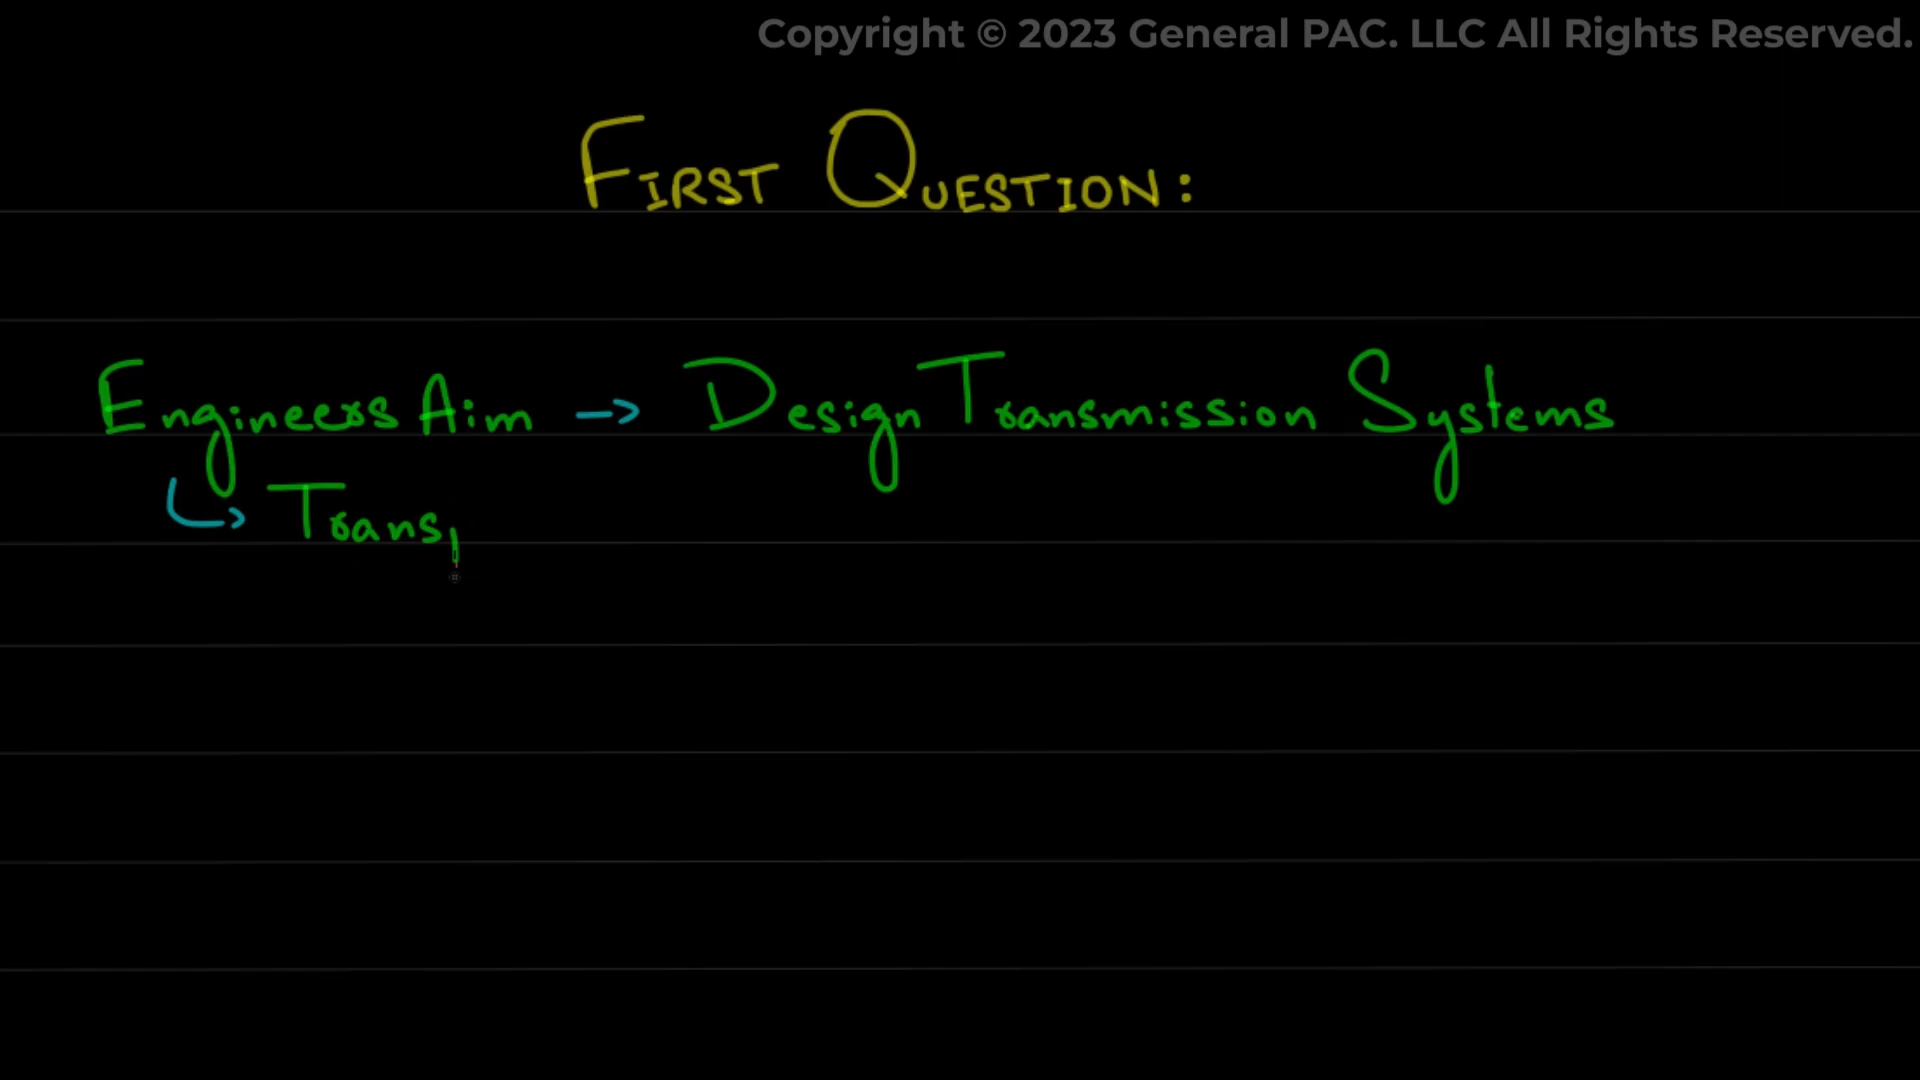 Copyright © 2023 General PAC. LLC All Rights Reserved.
FIRST QUESTION:
Engineers Aim → Design Transmission Systems
↳ Trans